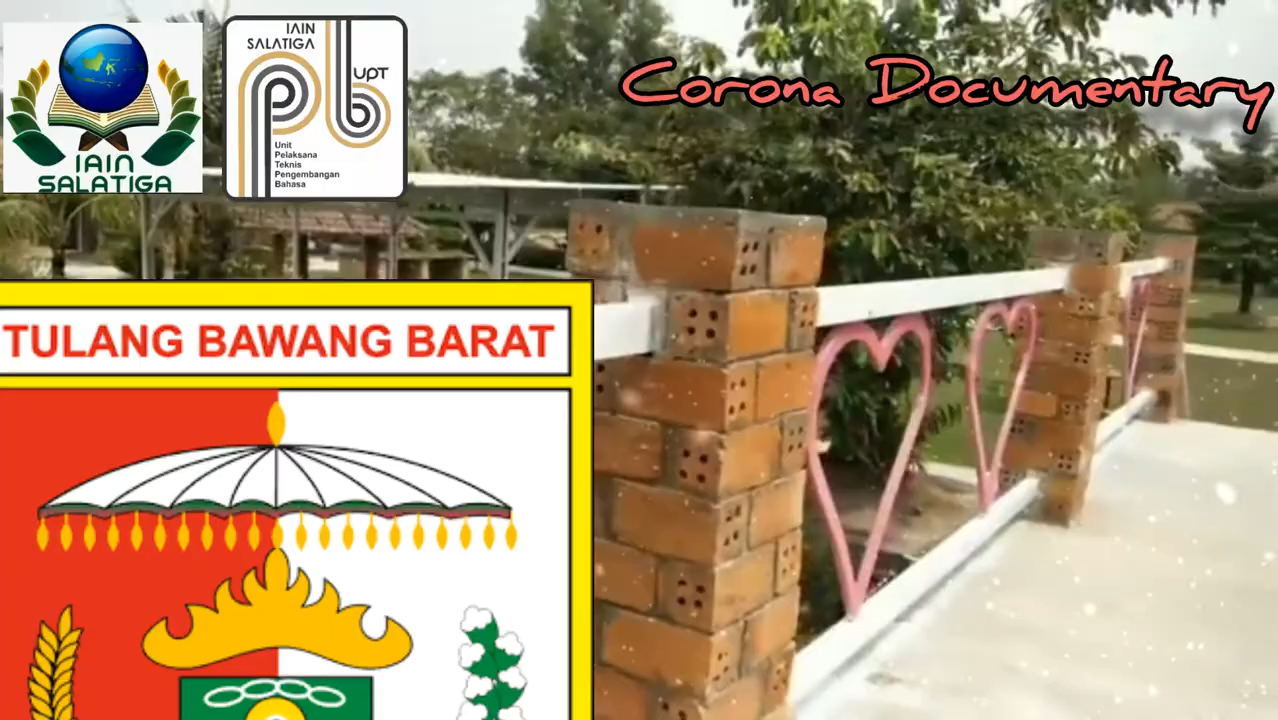 IAIN
SALATIGA
IAIN
SALATIGA
UPT
Unit
Pelaksana
Teknis
Pengembangan
Bahasa
Corona Documentary
TULANG BAWANG BARAT